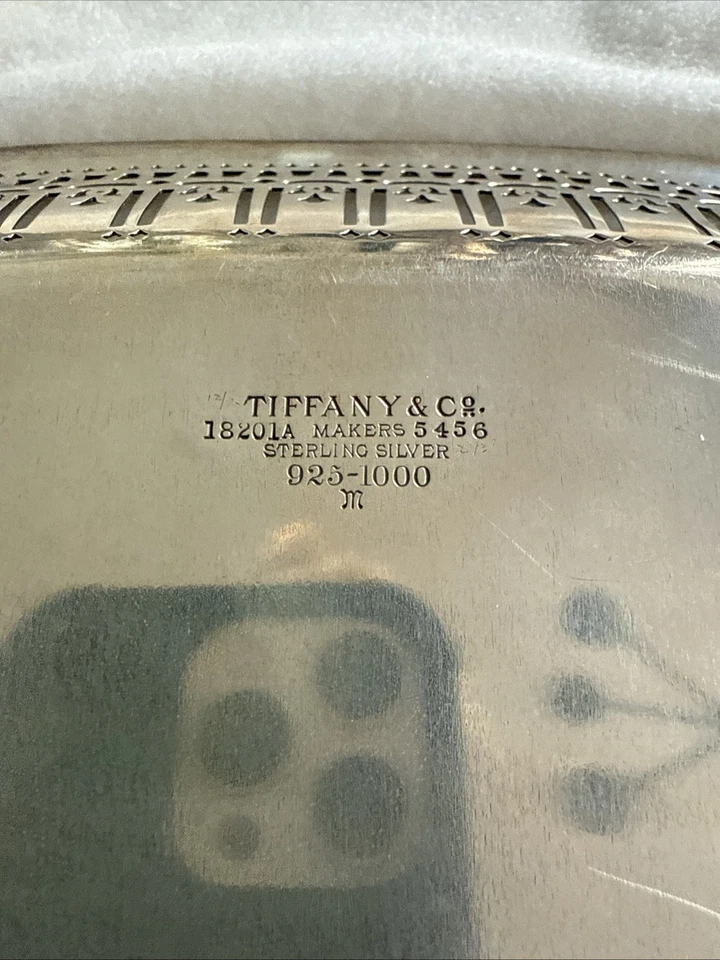 TIFFANY & Cº.
18201A MAKERS 5456
STERLING SILVER
925-1000
M